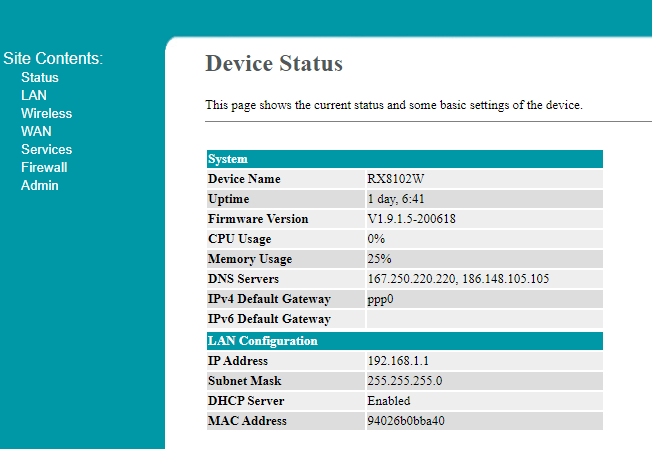 Site Contents:
Status
LAN
Wireless
WAN
Services
Firewall
Admin
Device Status
This page shows the current status and some basic settings of the device.
System
Device Name RX8102W
Uptime 1 day, 6:41
Firmware Version V1.9.1.5-200618
CPU Usage 0%
Memory Usage 25%
DNS Servers 167.250.220.220, 186.148.105.105
IPv4 Default Gateway ppp0
IPv6 Default Gateway
LAN Configuration
IP Address 192.168.1.1
Subnet Mask 255.255.255.0
DHCP Server Enabled
MAC Address 94026b0bba40